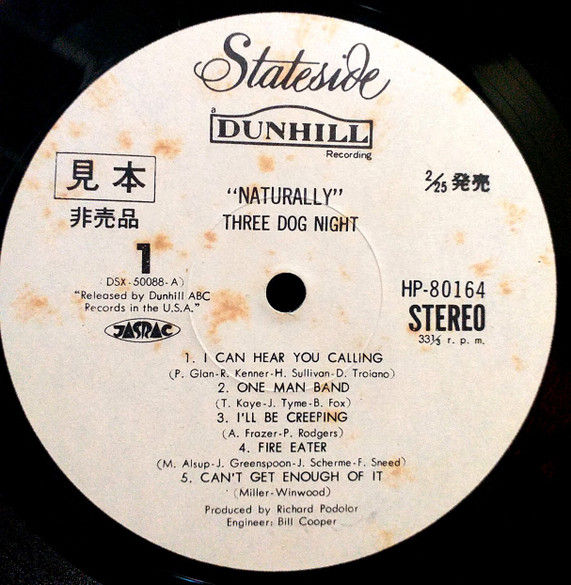 Stateside
a
DUNHILL
Recording
見本
2/25 発売
非売品
"NATURALLY"
THREE DOG NIGHT
1
DSX-50088-A)
"Released by Dunhill ABC
Records in the U.S.A."
JASRAC
HP-80164
STEREO
33⅓ r. p. m.
1. I CAN HEAR YOU CALLING
(P. Glan-R. Kenner-H. Sullivan-D. Troiano)
2. ONE MAN BAND
(T. Kaye-J. Tyme-B. Fox)
3. I'LL BE CREEPING
(A. Frazer-P. Rodgers)
4. FIRE EATER
(M. Alsup-J. Greenspoon-J. Scherme-F. Sneed)
5. CAN'T GET ENOUGH OF IT
(Miller-Winwood)
Produced by Richard Podolor
Engineer: Bill Cooper